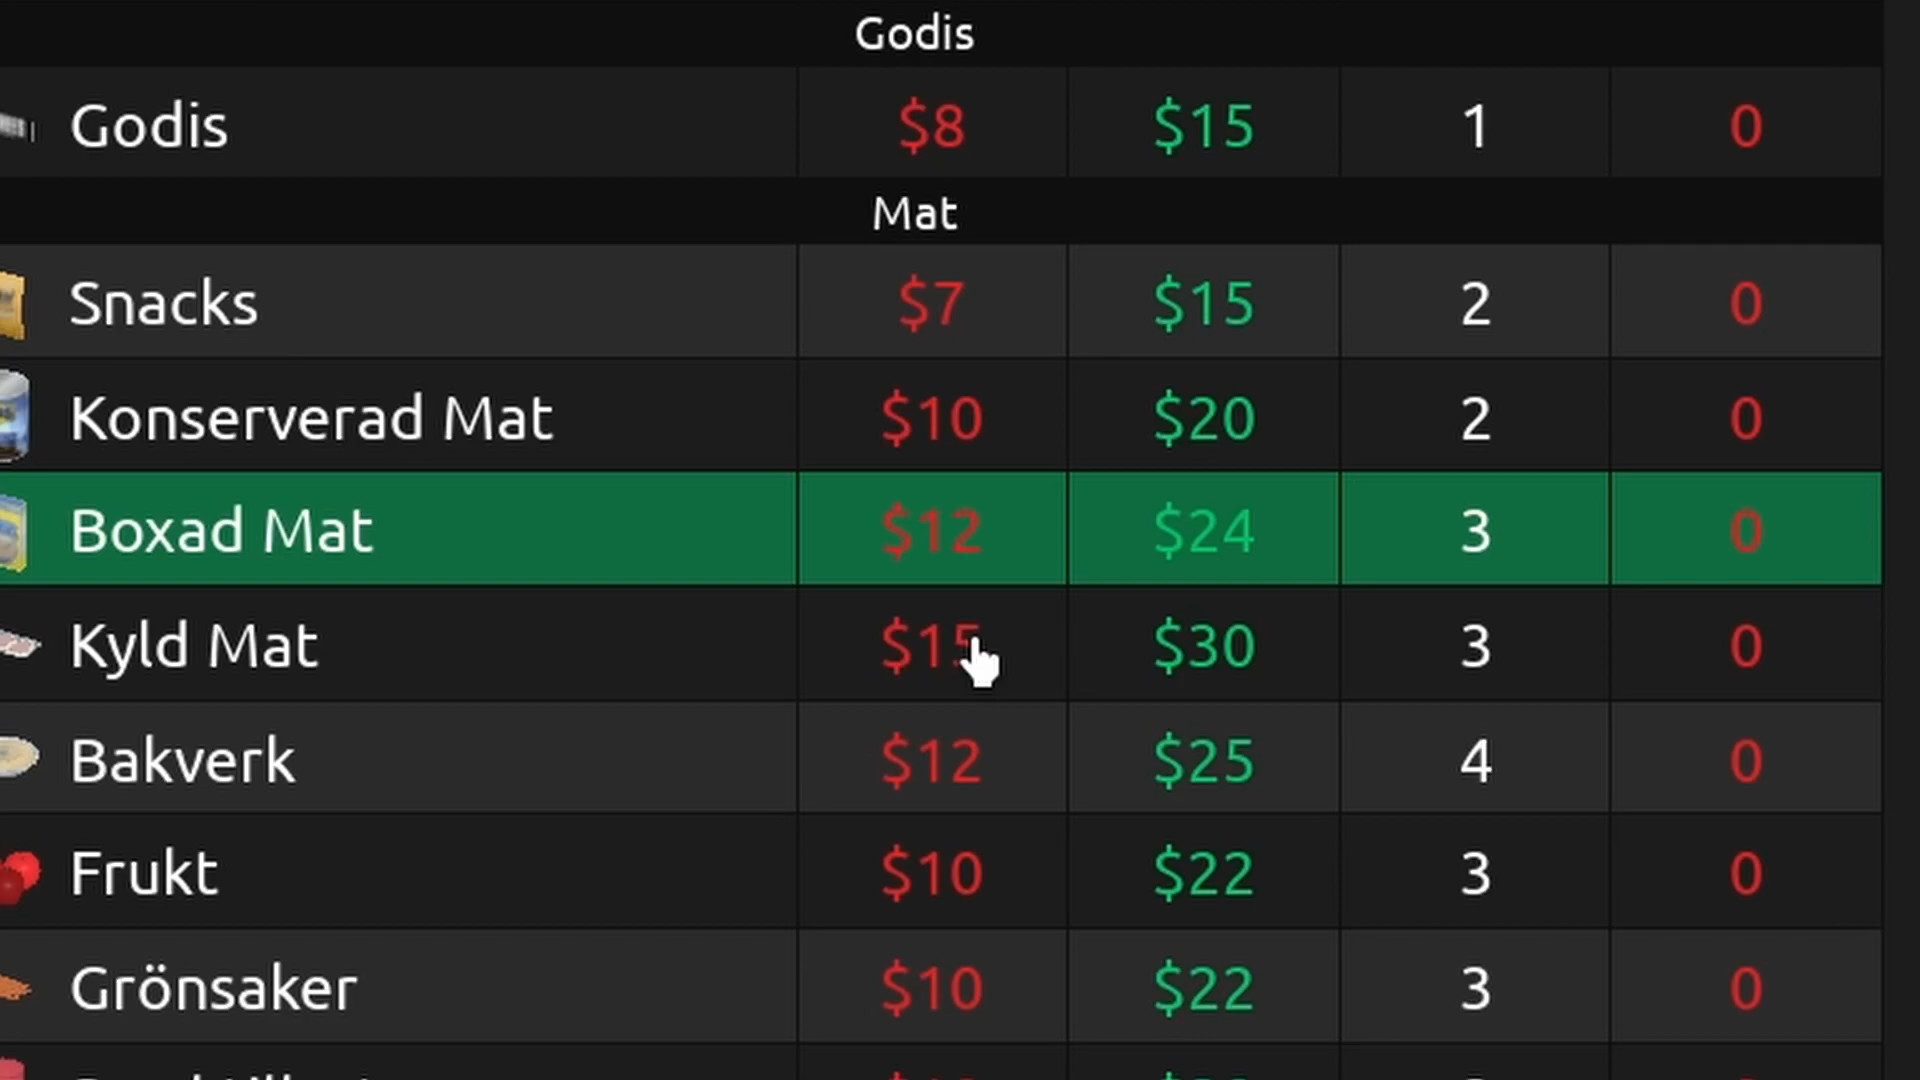 Godis
Godis $8 $15 1 0
Mat
Snacks $7 $15 2 0
Konserverad Mat $10 $20 2 0
Boxad Mat $12 $24 3 0
Kyld Mat $15 $30 3 0
Bakverk $12 $25 4 0
Frukt $10 $22 3 0
Grönsaker $10 $22 3 0